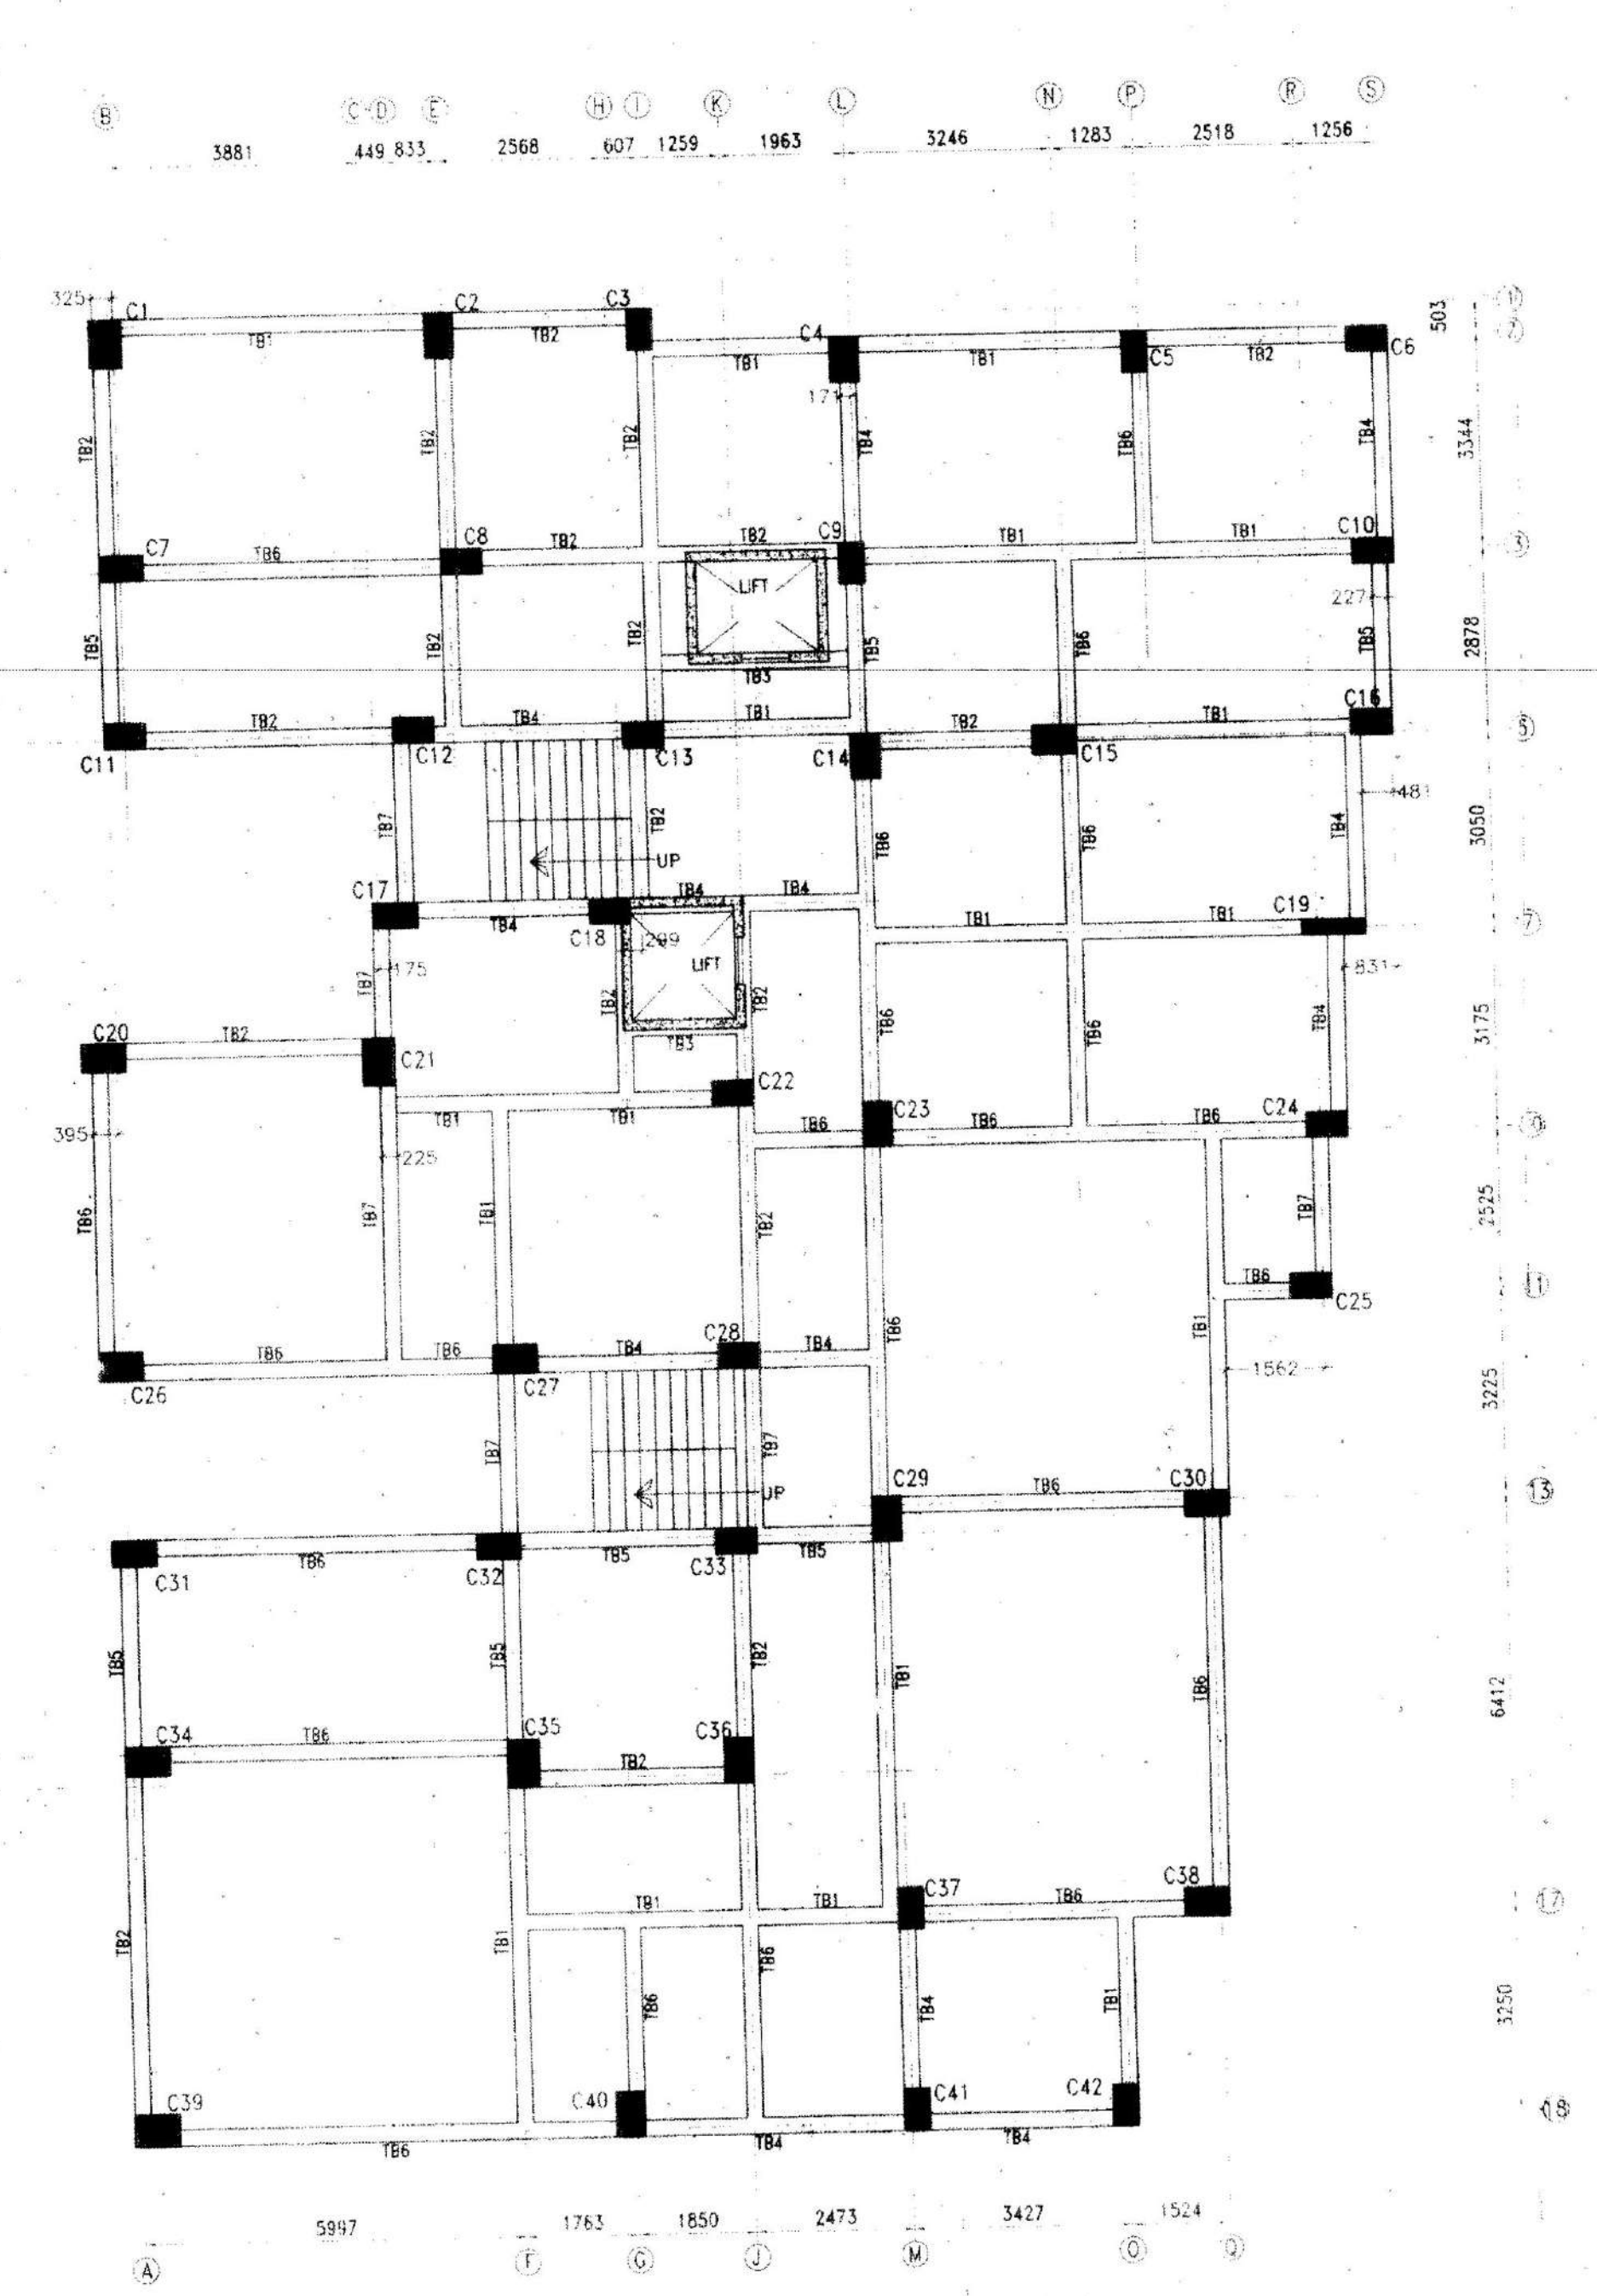 B C D E H I K L N P R S
3881 449 833 2568 607 1259 1963 3246 1283 2518 1256
325 C1 C2 C3 503 1
TB1 TB2 C4 TB1 TB1 C5 TB2 C6 2
171
TB2 TB2 TB2 TB4 TB6 TB4 3344
C7 TB6 C8 TB2 TB2 C9 TB1 TB1 C10 3
LIFT
227
TB5 TB2 TB2 TB5 TB6 TB5 2878
TB3
TB2 TB4 TB1 TB2 TB1 C16
C11 C12 C13 C14 C15
481
TB7 TB2 TB6 TB6 TB4 3050
UP
C17 TB4 TB4
TB4 C18 299 TB1 TB1 C19 7
LIFT
175 831
TB7 TB2 TB2 TB6 TB6 TB4 3175
C20 TB2 TB3
C21 C22
TB1 TB1 TB6 C23 TB6 TB6 C24
395
225
TB6 TB7 TB1 TB2 TB7 2525
TB6 C25 11
TB6 TB1
TB6 TB6 TB4 C28 TB4
C26 C27 1562 3225
TB7 TB7
UP C29 TB6 C30 13
C31 TB6 C32 TB5 C33 TB5
TB5 TB5 TB2 TB1 TB6 6412
C34 TB6 C35 TB2 C36
TB1 TB1 C37 TB6 C38 17
TB2 TB1 TB6 TB6 TB4 TB1 3250
C39 C40 C41 C42 18
TB6 TB4 TB4
5997 1763 1850 2473 3427 1524
A F G J M O Q